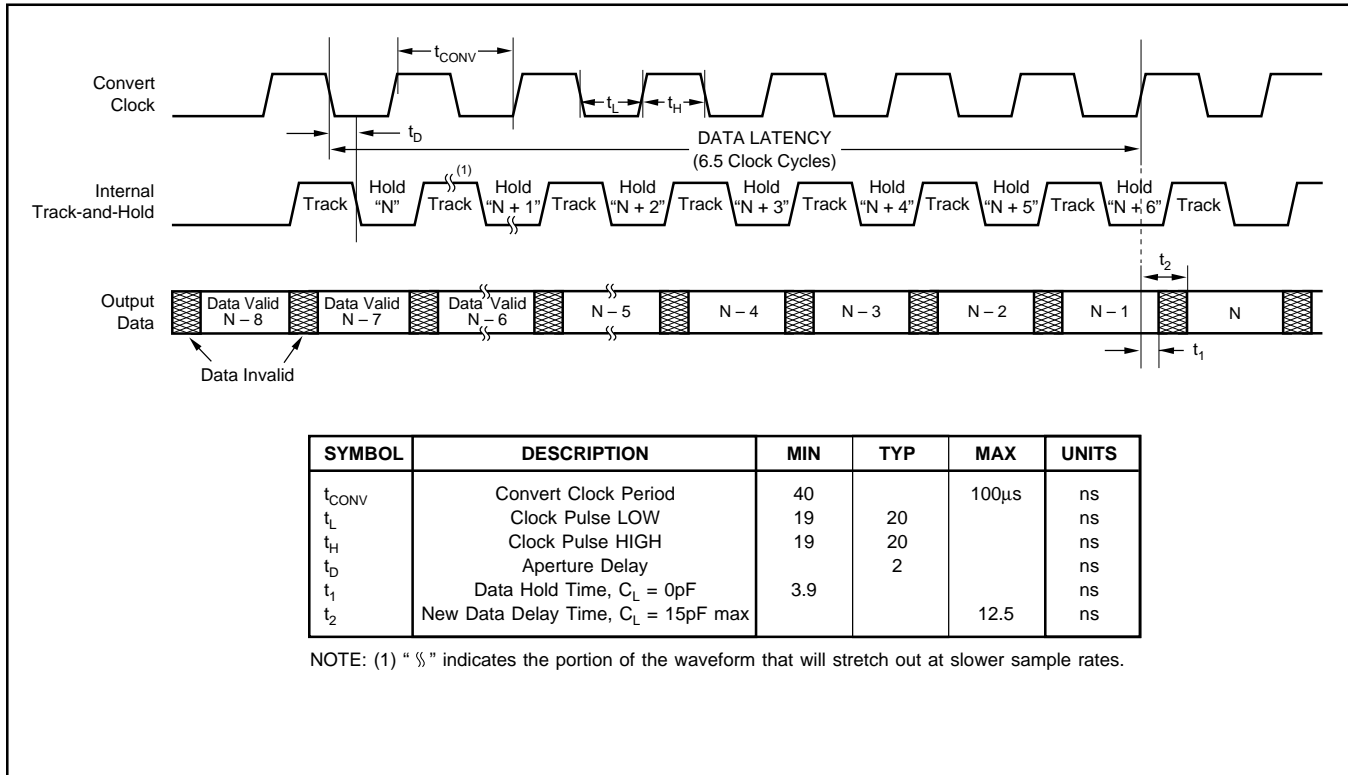 t_CONV
Convert
Clock
t_L
t_H
t_D
DATA LATENCY
(6.5 Clock Cycles)
Internal
Track-and-Hold
Track
Hold
"N"
Track
(1)
Hold
"N + 1"
Track
Hold
"N + 2"
Track
Hold
"N + 3"
Track
Hold
"N + 4"
Track
Hold
"N + 5"
Track
Hold
"N + 6"
Track
t_2
Output
Data
Data Valid
N – 8
Data Valid
N – 7
Data Valid
N – 6
N – 5
N – 4
N – 3
N – 2
N – 1
N
t_1
Data Invalid
SYMBOL DESCRIPTION MIN TYP MAX UNITS
t_CONV Convert Clock Period 40 100µs ns
t_L Clock Pulse LOW 19 20 ns
t_H Clock Pulse HIGH 19 20 ns
t_D Aperture Delay 2 ns
t_1 Data Hold Time, C_L = 0pF 3.9 ns
t_2 New Data Delay Time, C_L = 15pF max 12.5 ns
NOTE: (1) " " indicates the portion of the waveform that will stretch out at slower sample rates.